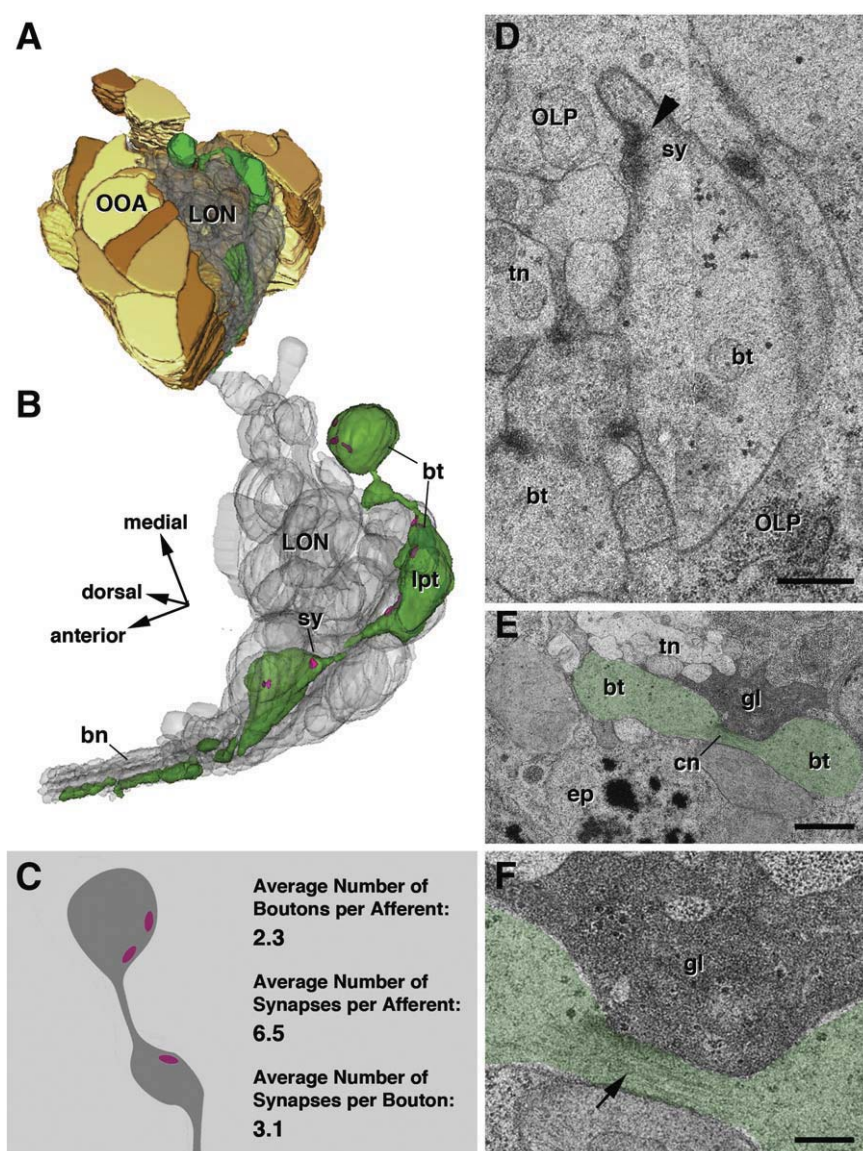 A
OOA
LON
B
bt
medial
LON
lpt
dorsal
anterior
sy
bn
C
Average Number of
Boutons per Afferent:
2.3
Average Number of
Synapses per Afferent:
6.5
Average Number of
Synapses per Bouton:
3.1
D
OLP
sy
tn
bt
bt
OLP
E
tn
bt
gl
cn
bt
ep
F
gl